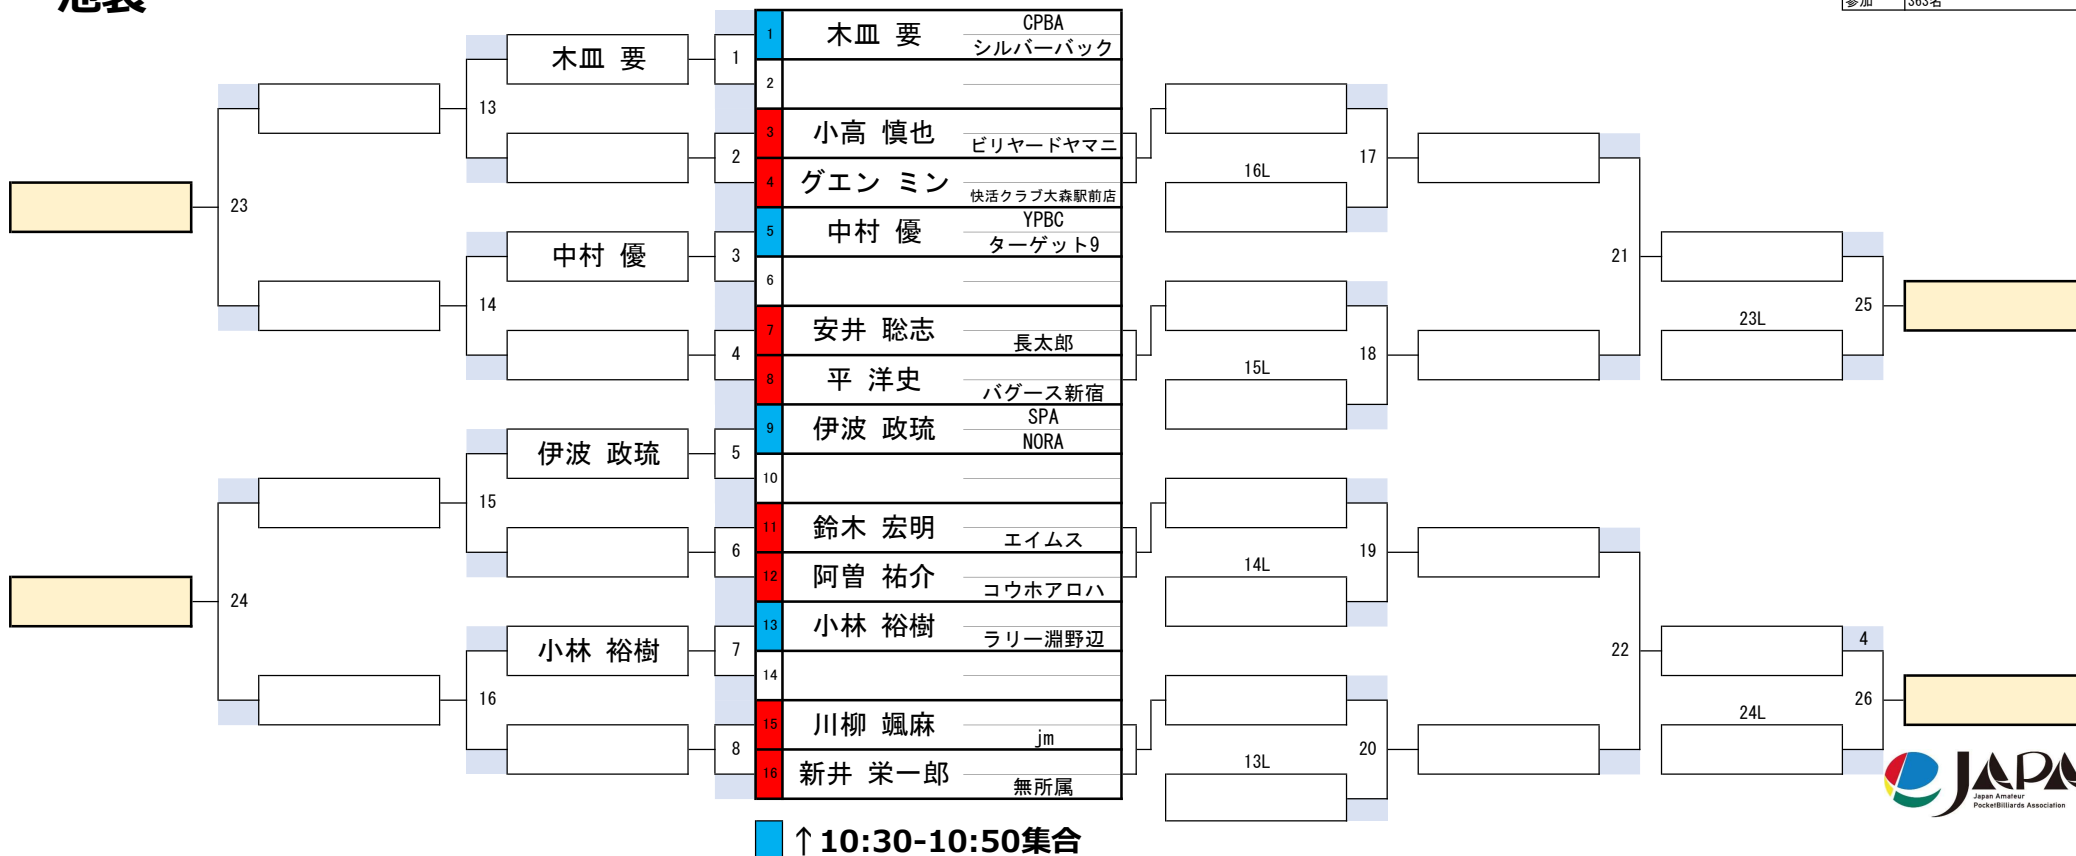 池袋
参加 363名
1 木皿 要 CPBA
シルバーバック
木皿 要 1
2
13
3 小高 慎也 ビリヤードヤマニ
2
17
4 グエン ミン 快活クラブ大森駅前店
16L
23
5 中村 優 YPBC
ターゲット9
中村 優 3
21
6
14
25
7 安井 聡志 長太郎
23L
4
18
8 平 洋史 バグース新宿
15L
9 伊波 政琉 SPA
NORA
伊波 政琉 5
10
15
11 鈴木 宏明 エイムス
6
19
12 阿曽 祐介 コウホアロハ
14L
24
13 小林 裕樹 ラリー淵野辺
小林 裕樹 7
22
4
14
16
26
15 川柳 颯麻 jm
24L
8
20
16 新井 栄一郎 無所属
13L
JAPA
Japan Amateur
PocketBilliards Association
↑10:30-10:50集合